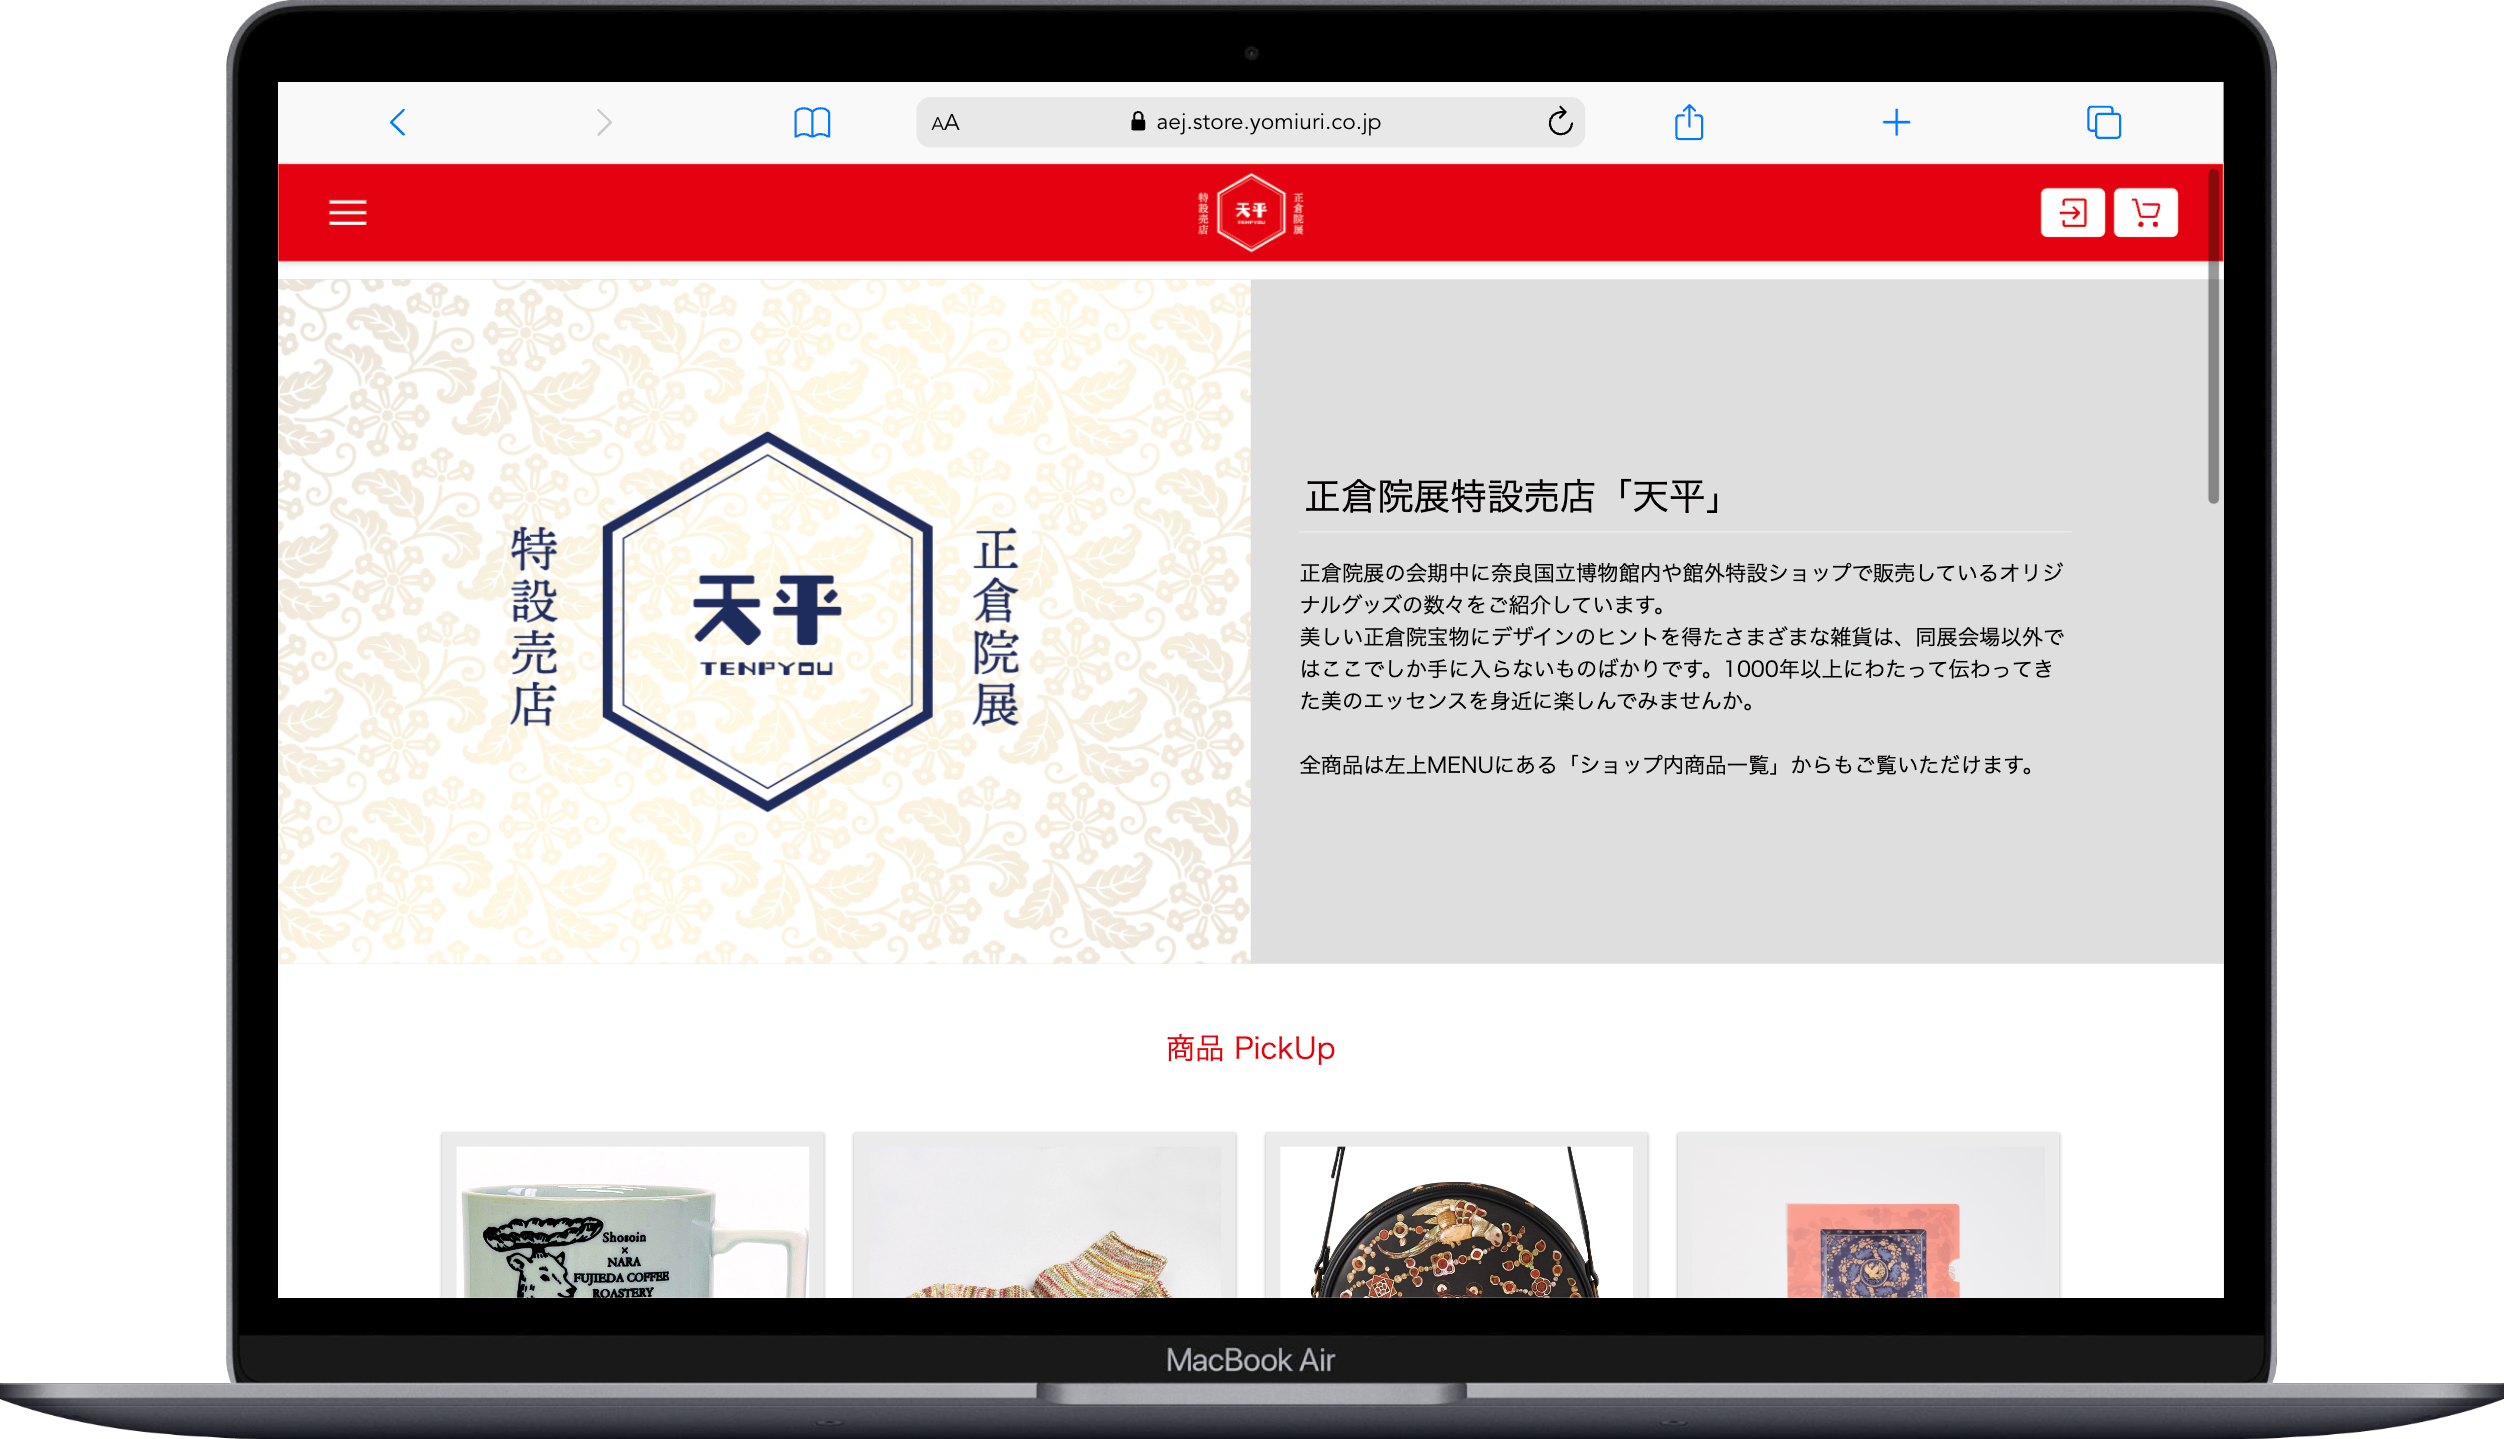 AA
aej.store.yomiuri.co.jp
正倉院展
天平
TENPYOU
特設売店
正倉院展
天平
TENPYOU
特設売店
正倉院展特設売店「天平」
正倉院展の会期中に奈良国立博物館内や館外特設ショップで販売しているオリジ
ナルグッズの数々をご紹介しています。
美しい正倉院宝物にデザインのヒントを得たさまざまな雑貨は、同展会場以外で
はここでしか手に入らないものばかりです。1000年以上にわたって伝わってき
た美のエッセンスを身近に楽しんでみませんか。
全商品は左上MENUにある「ショップ内商品一覧」からもご覧いただけます。
商品 PickUp
Shosoin
×
NARA
FUJIEDA COFFEE
ROASTERY
MacBook Air